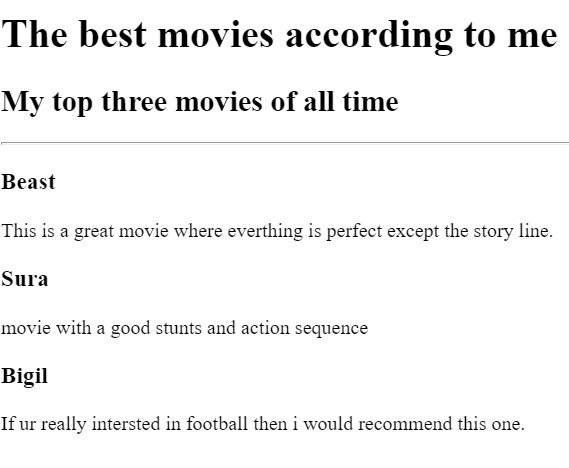 The best movies according to me
My top three movies of all time
Beast
This is a great movie where everthing is perfect except the story line.
Sura
movie with a good stunts and action sequence
Bigil
If ur really intersted in football then i would recommend this one.